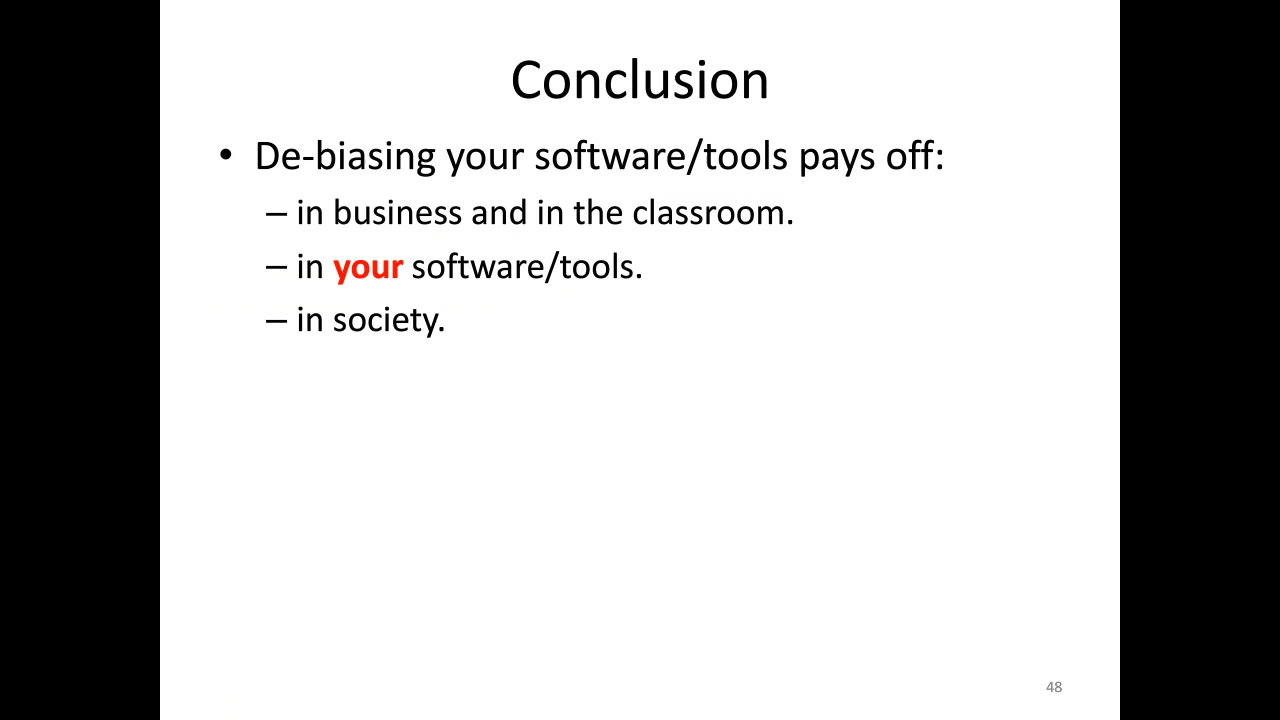 Conclusion
• De-biasing your software/tools pays off:
– in business and in the classroom.
– in your software/tools.
– in society.
48